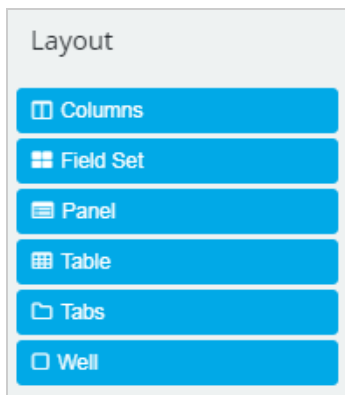 Layout
Columns
Field Set
Panel
Table
Tabs
Well